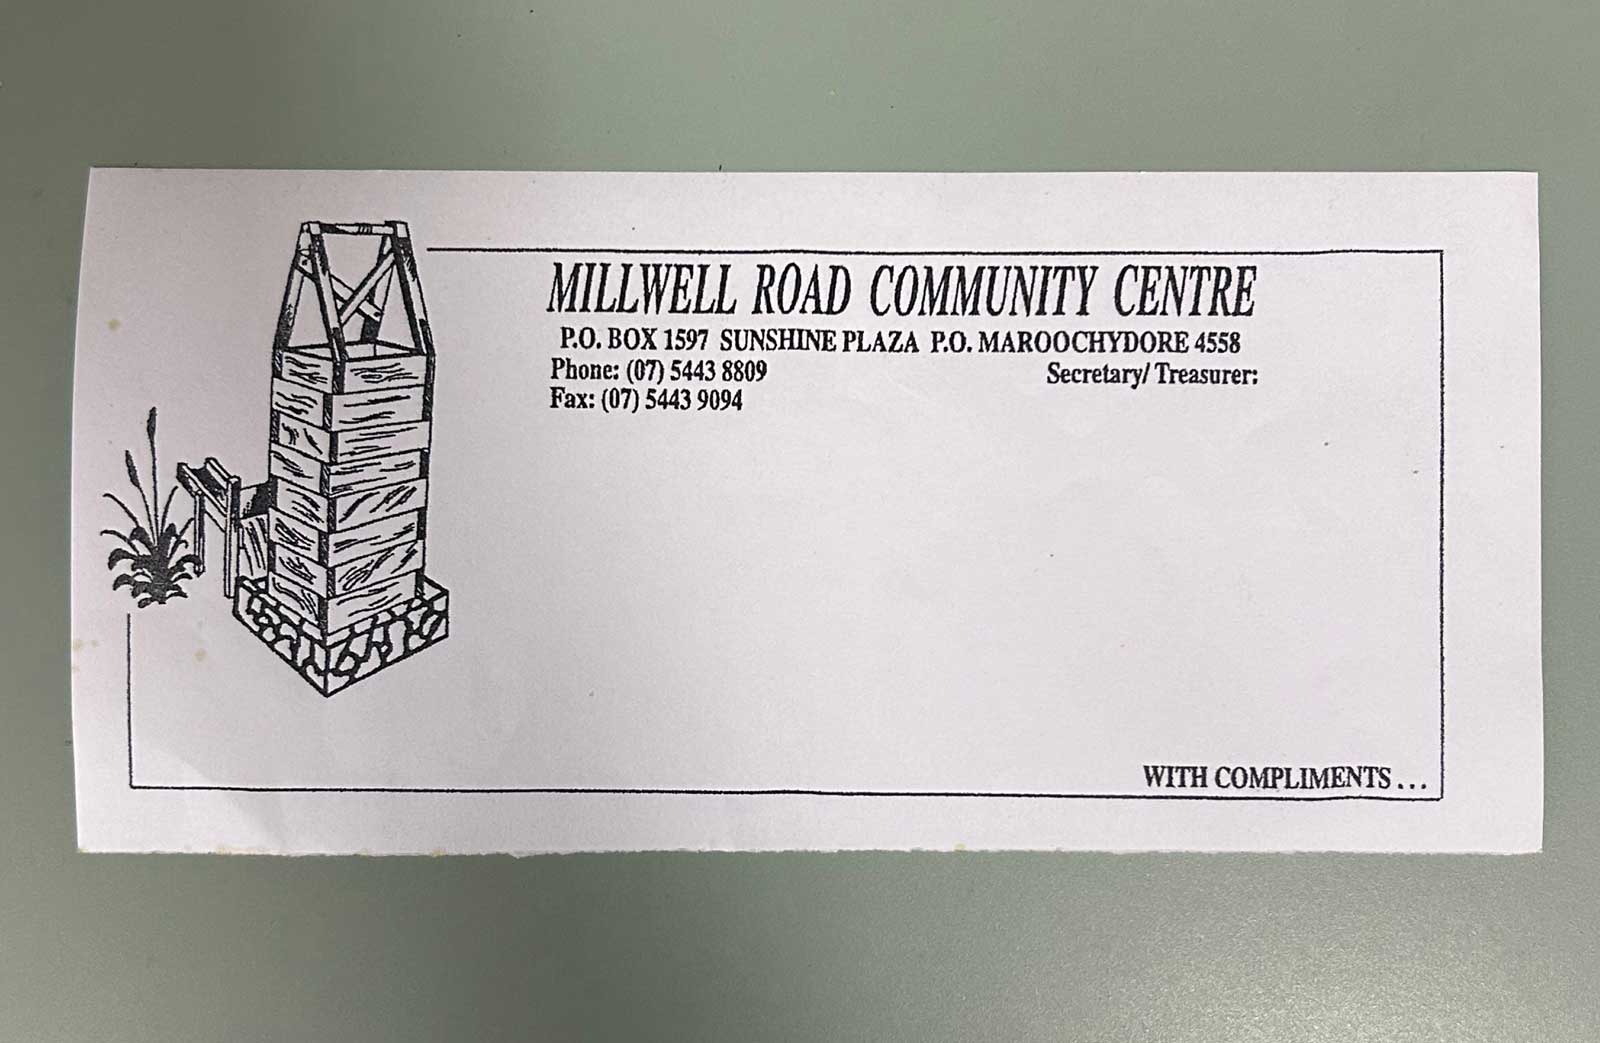 MILLWELL ROAD COMMUNITY CENTRE
P.O. BOX 1597 SUNSHINE PLAZA P.O. MAROOCHYDORE 4558
Phone: (07) 5443 8809
Secretary/ Treasurer:
Fax: (07) 5443 9094
WITH COMPLIMENTS . . .